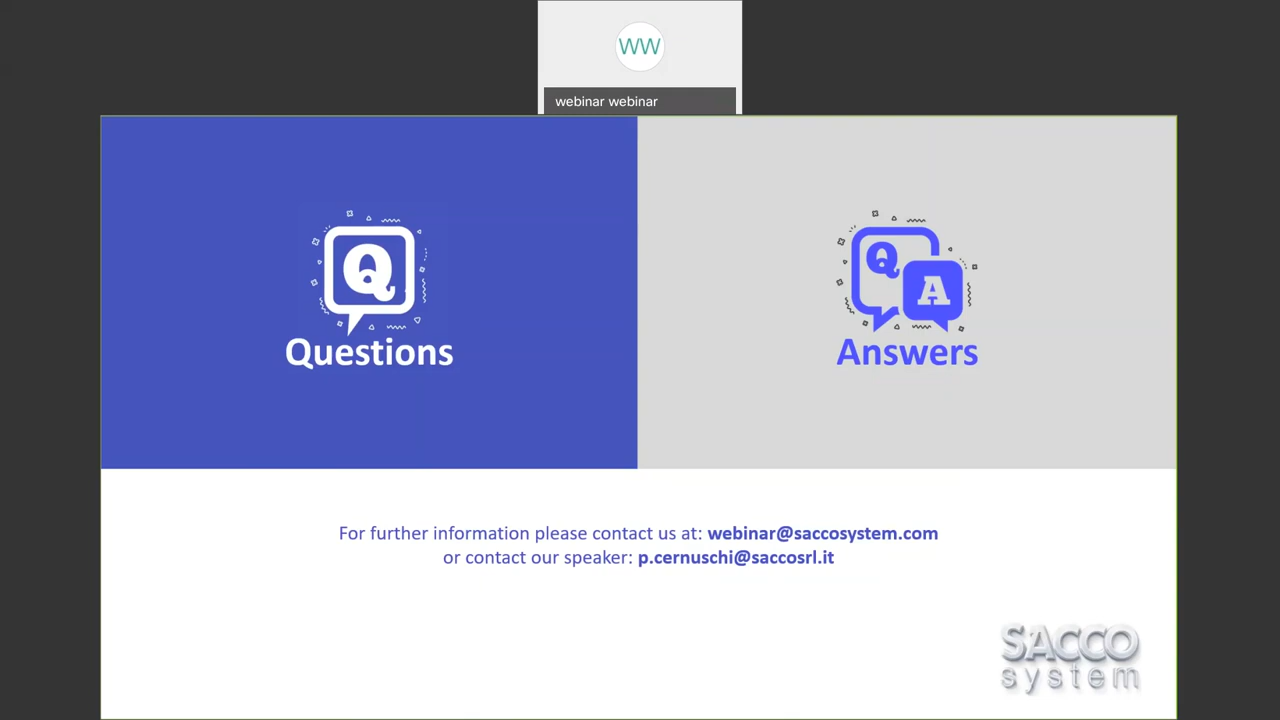 WW
webinar webinar
Q
Questions
Q
A
Answers
For further information please contact us at: webinar@saccosystem.com
or contact our speaker: p.cernuschi@saccosrl.it
SACCO
system